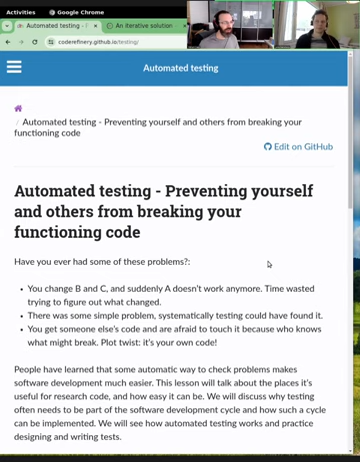 Activities
Google Chrome
Automated testing - P
An iterative solution
coderefinery.github.io/testing/
Automated testing
/ Automated testing - Preventing yourself and others from breaking your
functioning code
Edit on GitHub
Automated testing - Preventing yourself
and others from breaking your
functioning code
Have you ever had some of these problems?:
• You change B and C, and suddenly A doesn't work anymore. Time wasted
trying to figure out what changed.
• There was some simple problem, systematically testing could have found it.
• You get someone else's code and are afraid to touch it because who knows
what might break. Plot twist: it's your own code!
People have learned that some automatic way to check problems makes
software development much easier. This lesson will talk about the places it's
useful for research code, and how easy it can be. We will discuss why testing
often needs to be part of the software development cycle and how such a cycle
can be implemented. We will see how automated testing works and practice
designing and writing tests.